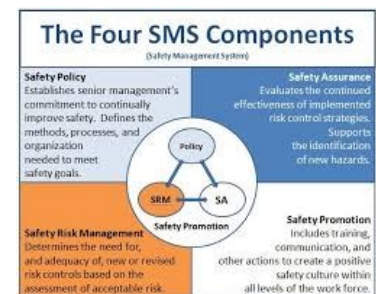 The Four SMS Components
(Safety Management System)
Safety Policy
Establishes senior management's
commitment to continually
improve safety. Defines the
methods, processes, and
organization
needed to meet
safety goals.
Safety Assurance
Evaluates the continued
effectiveness of implemented
risk control strategies.
Supports
the identification
of new hazards.
Policy
SRM
SA
Safety Promotion
Safety Risk Management
Determines the need for,
and adequacy of, new or revised
risk controls based on the
assessment of acceptable risk.
Safety Promotion
Includes training,
communication, and
other actions to create a positive
safety culture within
all levels of the work force.